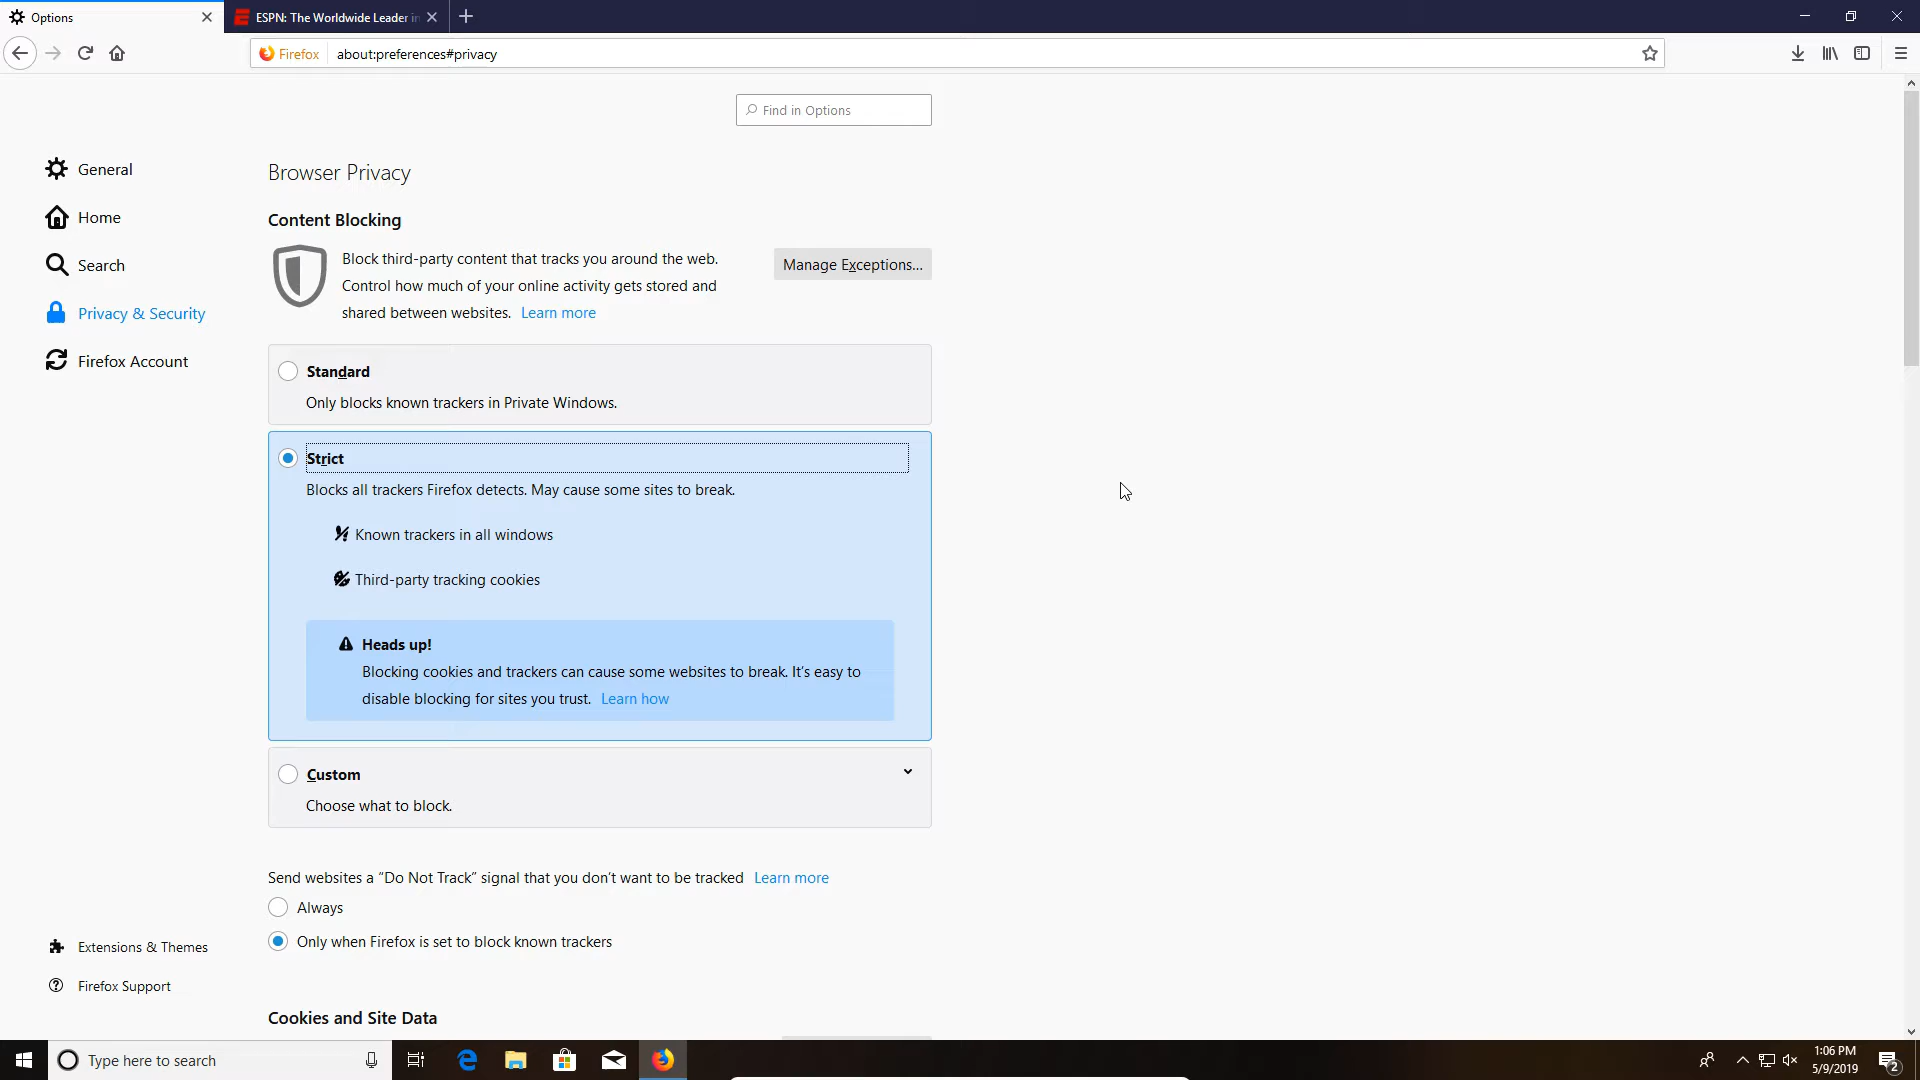 Options
ESPN: The Worldwide Leader in
Firefox
about:preferences#privacy
Find in Options
General
Home
Search
Privacy & Security
Firefox Account
Extensions & Themes
Firefox Support
Browser Privacy
Content Blocking
Block third-party content that tracks you around the web.
Control how much of your online activity gets stored and
shared between websites. Learn more
Manage Exceptions...
Standard
Only blocks known trackers in Private Windows.
Strict
Blocks all trackers Firefox detects. May cause some sites to break.
Known trackers in all windows
Third-party tracking cookies
Heads up!
Blocking cookies and trackers can cause some websites to break. It’s easy to
disable blocking for sites you trust. Learn how
Custom
Choose what to block.
Send websites a “Do Not Track” signal that you don’t want to be tracked Learn more
Always
Only when Firefox is set to block known trackers
Cookies and Site Data
Type here to search
1:06 PM
5/9/2019
2